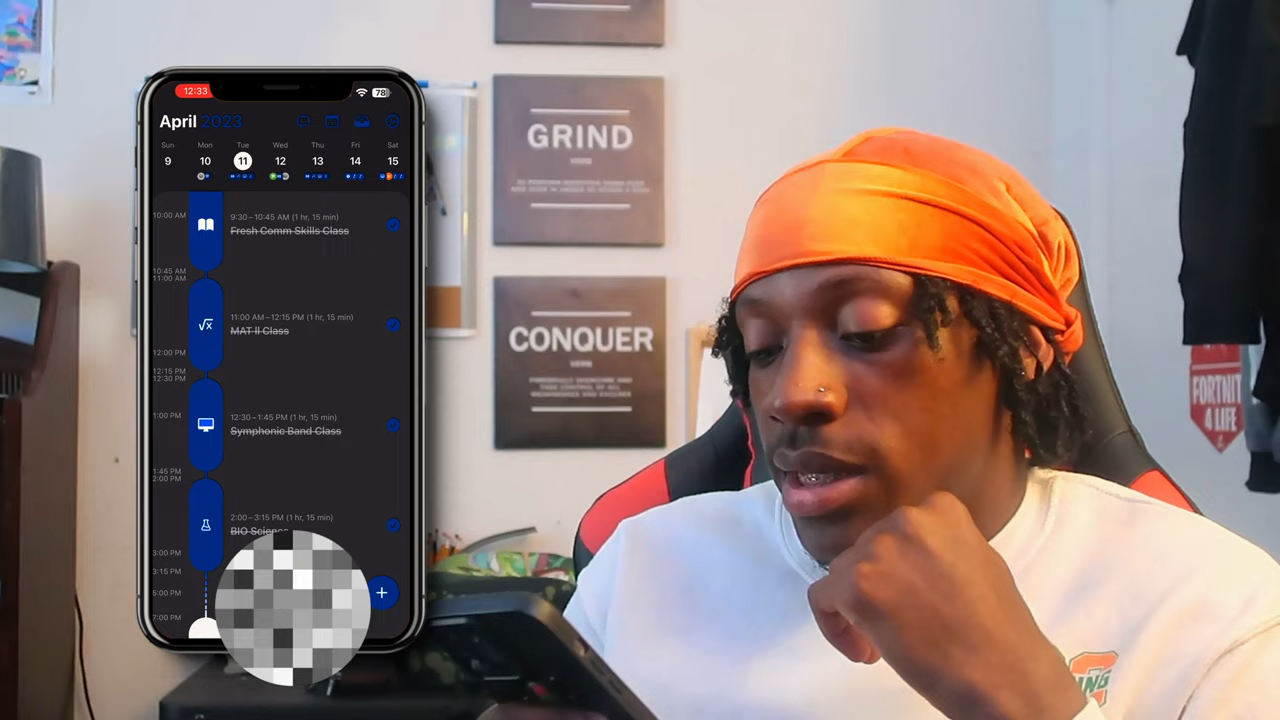 12:33
78
April 2023
Sun Mon Tue Wed Thu Fri Sat
9 10 11 12 13 14 15
10:00 AM
9:30 – 10:45 AM (1 hr, 15 min)
Fresh Comm Skills Class
10:45 AM
11:00 AM
11:00 AM – 12:15 PM (1 hr, 15 min)
MAT II Class
12:00 PM
12:15 PM
12:30 PM
12:30 – 1:45 PM (1 hr, 15 min)
1:00 PM
Symphonic Band Class
1:45 PM
2:00 PM
2:00 – 3:15 PM (1 hr, 15 min)
BIO Science
3:00 PM
3:15 PM
5:00 PM
7:00 PM
GRIND
VERB
CONQUER
VERB
FORTNIT
4 LIFE